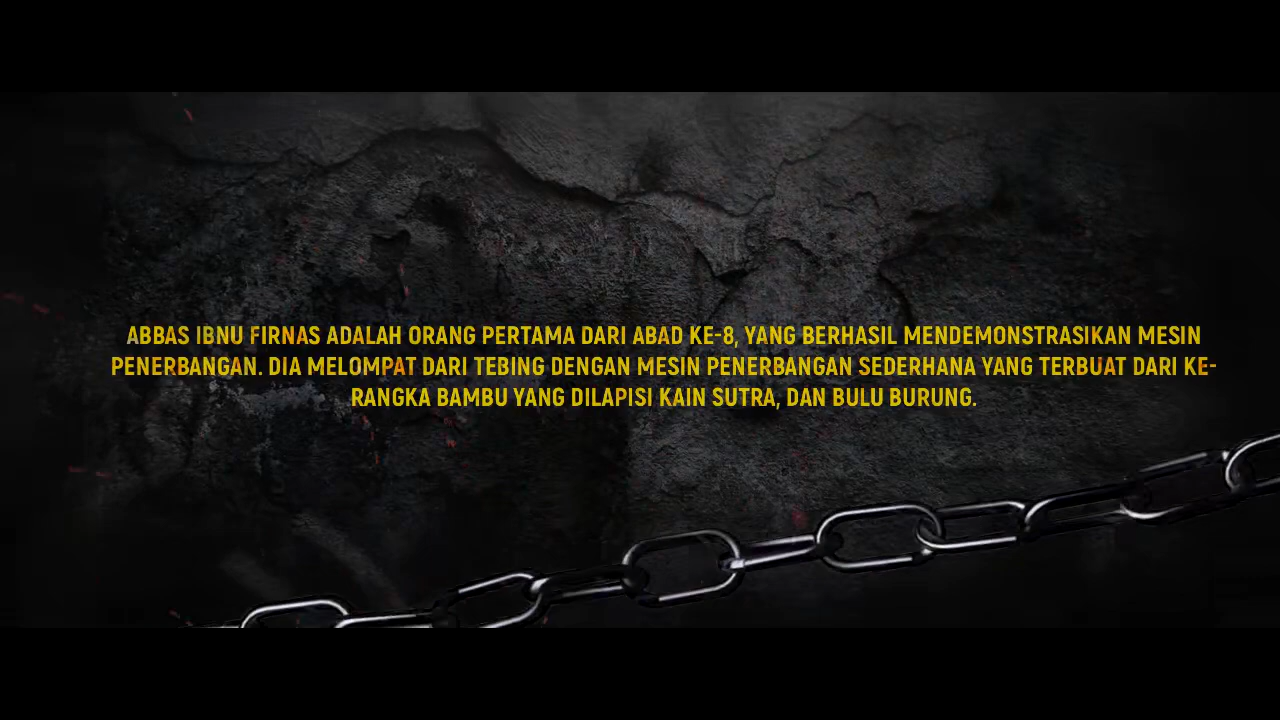 ABBAS IBNU FIRNAS ADALAH ORANG PERTAMA DARI ABAD KE-8, YANG BERHASIL MENDEMONSTRASIKAN MESIN
PENERBANGAN. DIA MELOMPAT DARI TEBING DENGAN MESIN PENERBANGAN SEDERHANA YANG TERBUAT DARI KE-
RANGKA BAMBU YANG DILAPISI KAIN SUTRA, DAN BULU BURUNG.